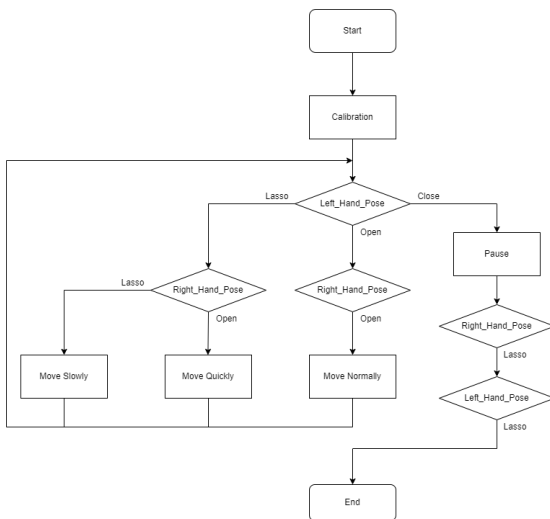 Start
Calibration
Lasso
Left_Hand_Pose
Close
Open
Pause
Lasso
Right_Hand_Pose
Right_Hand_Pose
Open
Open
Right_Hand_Pose
Lasso
Move Slowly
Move Quickly
Move Normally
Left_Hand_Pose
Lasso
End